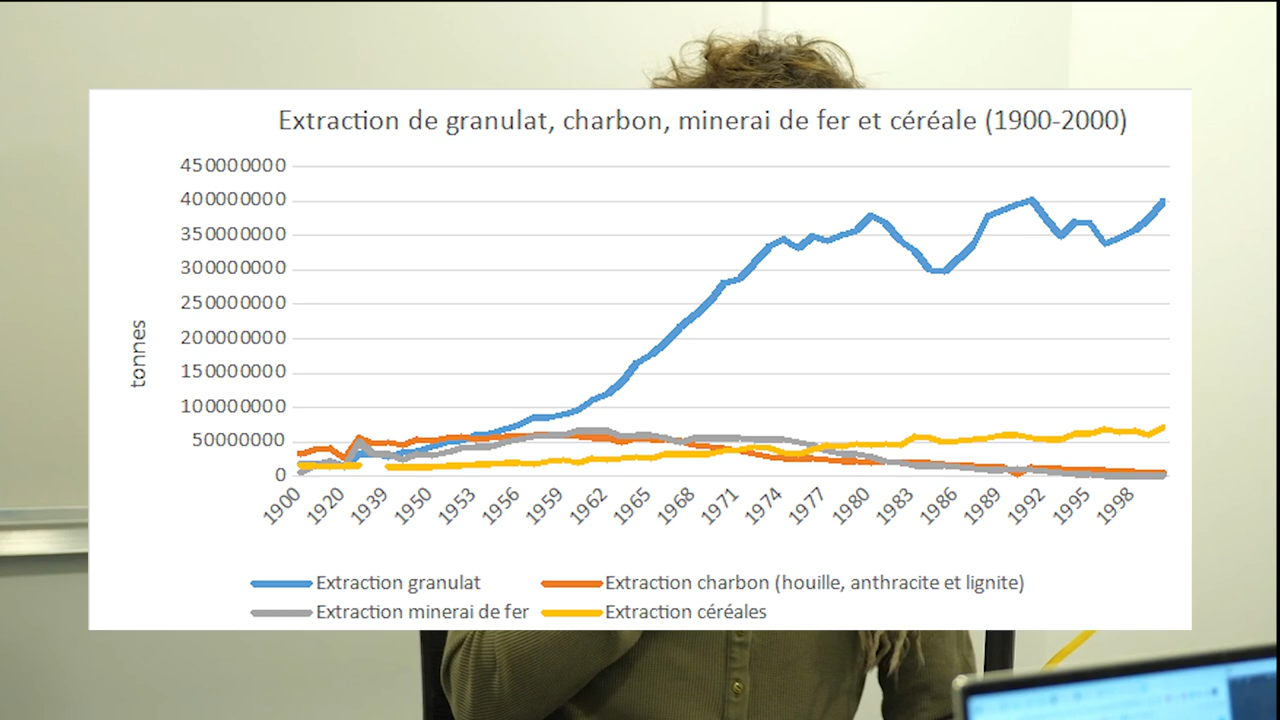 Extraction de granulat, charbon, minerai de fer et céréale (1900-2000)
450000000
400000000
350000000
300000000
250000000
200000000
150000000
100000000
50000000
0
tonnes
1900 1920 1939 1950 1953 1956 1959 1962 1965 1968 1971 1974 1977 1980 1983 1986 1989 1992 1995 1998
Extraction granulat Extraction charbon (houille, anthracite et lignite)
Extraction minerai de fer Extraction céréales